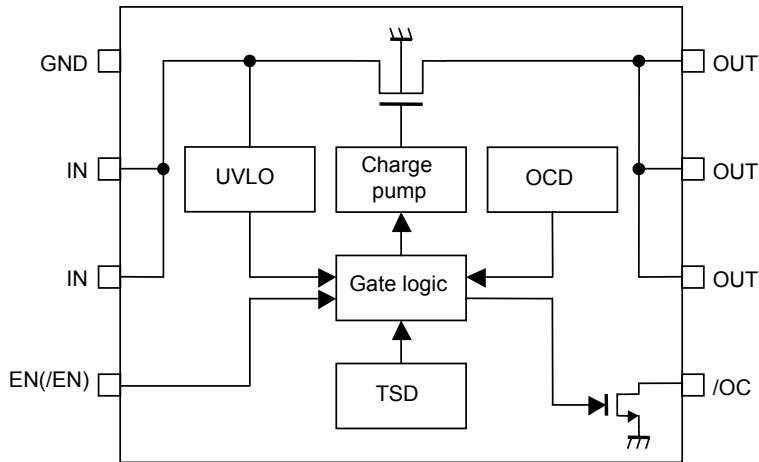 GND
OUT
IN
UVLO
Charge
pump
OCD
OUT
IN
Gate logic
OUT
EN(/EN)
TSD
/OC